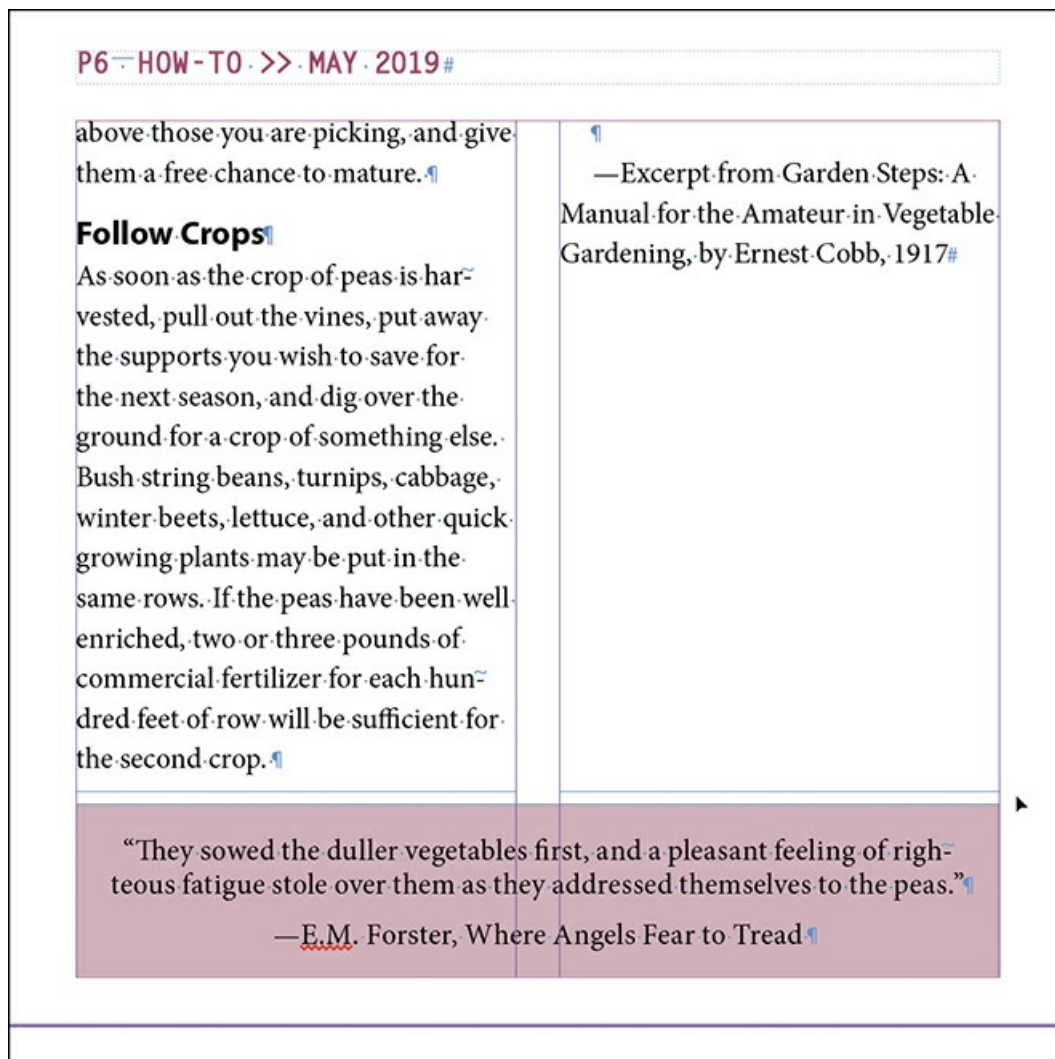 P6 — HOW-TO >> MAY 2019
above those you are picking, and give
them a free chance to mature.
Follow Crops
As soon as the crop of peas is har-
vested, pull out the vines, put away
the supports you wish to save for
the next season, and dig over the
ground for a crop of something else.
Bush string beans, turnips, cabbage,
winter beets, lettuce, and other quick
growing plants may be put in the
same rows. If the peas have been well
enriched, two or three pounds of
commercial fertilizer for each hun-
dred feet of row will be sufficient for
the second crop.
—Excerpt from Garden Steps: A
Manual for the Amateur in Vegetable
Gardening, by Ernest Cobb, 1917
“They sowed the duller vegetables first, and a pleasant feeling of righ-
teous fatigue stole over them as they addressed themselves to the peas.”
—E.M. Forster, Where Angels Fear to Tread